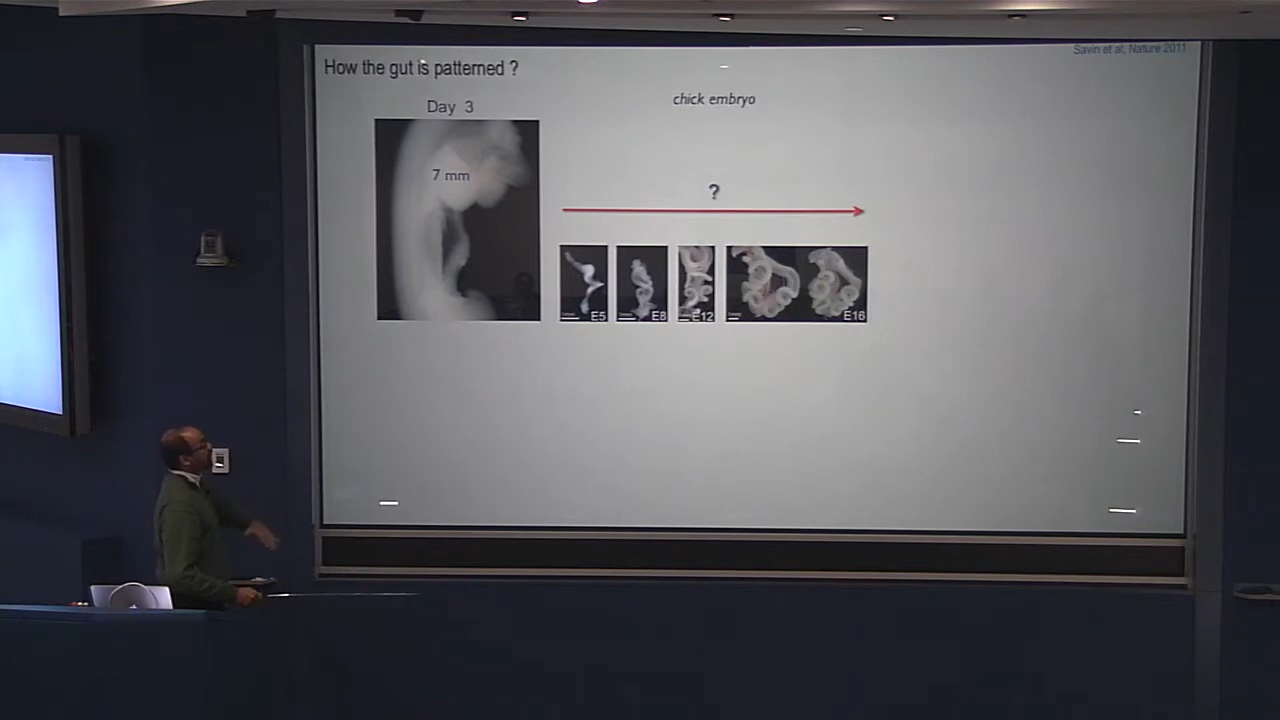 Savin et al, Nature 2011
How the gut is patterned ?
chick embryo
Day 3
7 mm
?
E5
E8
E12
E16